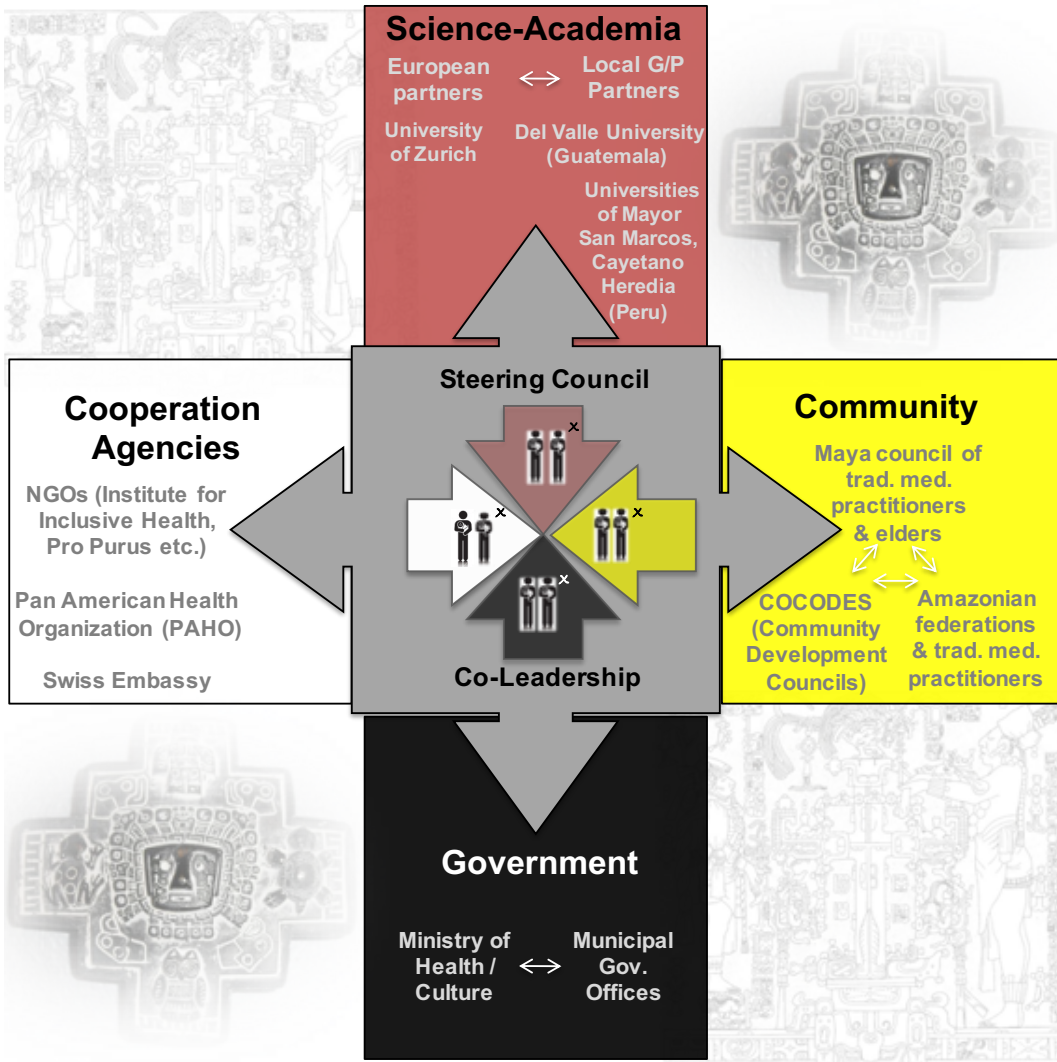 Science-Academia
European
partners
Local G/P
Partners
University
of Zurich
Del Valle University
(Guatemala)
Universities
of Mayor
San Marcos,
Cayetano
Heredia
(Peru)
Steering Council
x
x
x
x
Co-Leadership
Cooperation
Agencies
NGOs (Institute for
Inclusive Health,
Pro Purus etc.)
Pan American Health
Organization (PAHO)
Swiss Embassy
Community
Maya council of
trad. med.
practitioners
& elders
COCODES
(Community
Development
Councils)
Amazonian
federations
& trad. med.
practitioners
Government
Ministry of
Health /
Culture
Municipal
Gov.
Offices